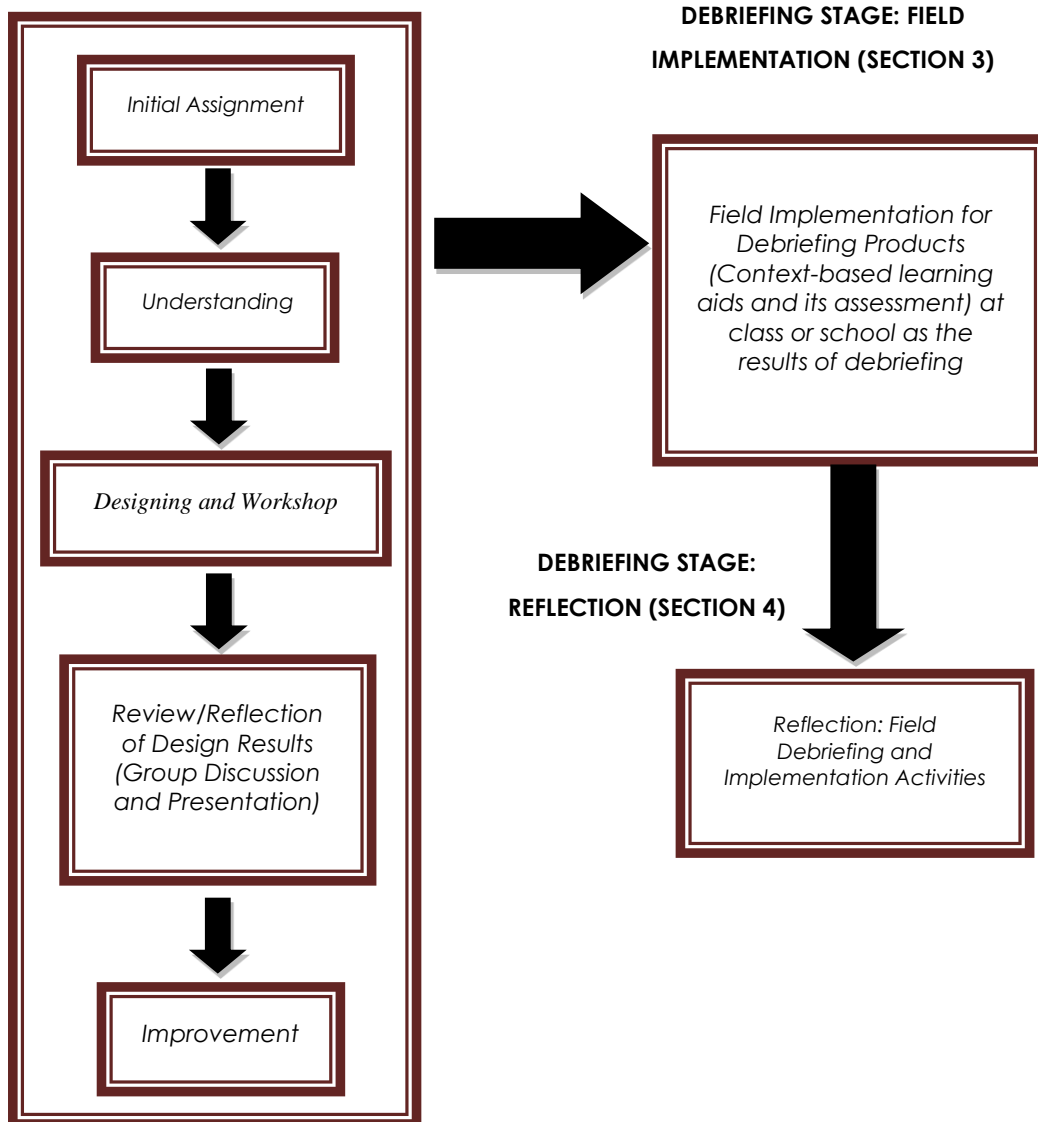 Initial Assignment
Understanding
Designing and Workshop
Review/Reflection
of Design Results
(Group Discussion
and Presentation)
Improvement
DEBRIEFING STAGE: FIELD
IMPLEMENTATION (SECTION 3)
Field Implementation for
Debriefing Products
(Context-based learning
aids and its assessment) at
class or school as the
results of debriefing
DEBRIEFING STAGE:
REFLECTION (SECTION 4)
Reflection: Field
Debriefing and
Implementation Activities